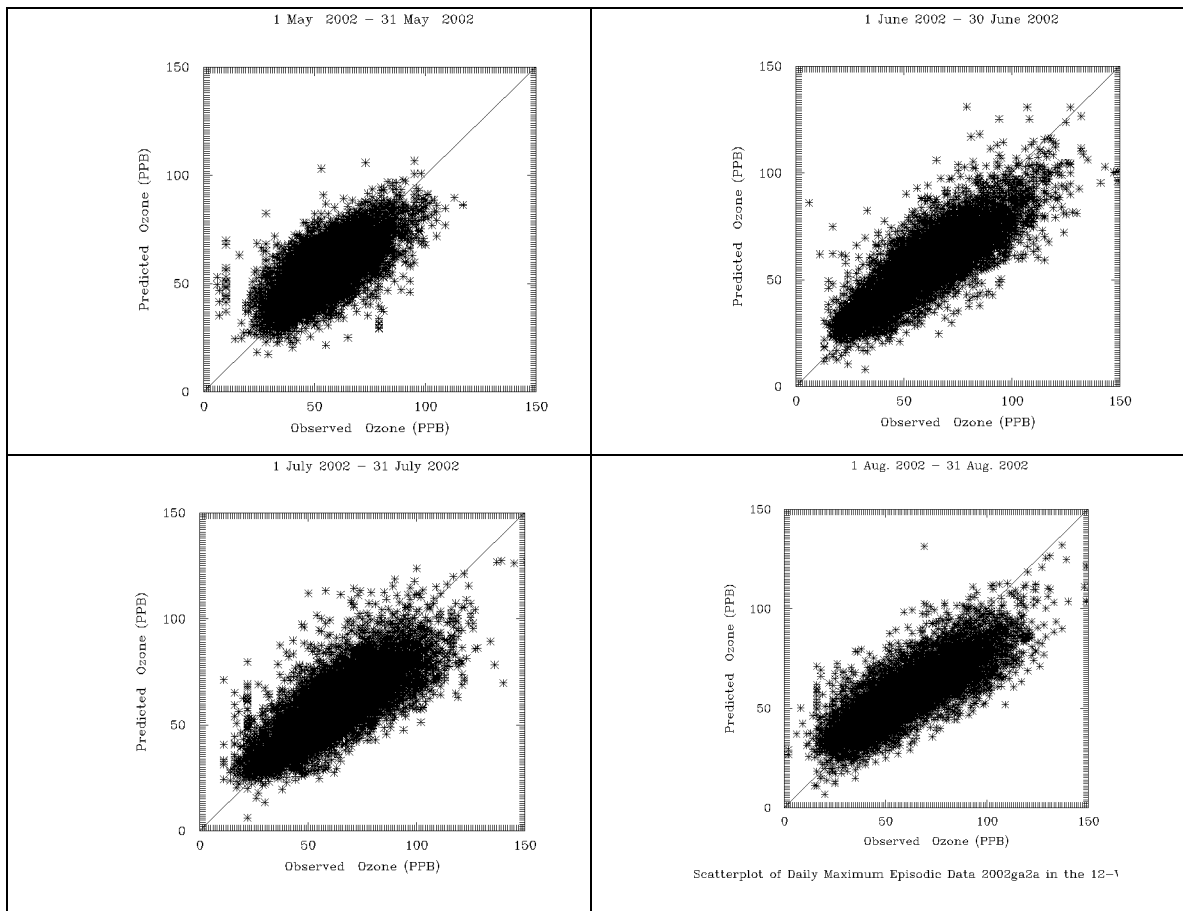 1 May 2002 - 31 May 2002
150
100
50
0
Predicted Ozone (PPB)
0 50 100 150
Observed Ozone (PPB)
1 June 2002 - 30 June 2002
150
100
50
0
Predicted Ozone (PPB)
0 50 100 150
Observed Ozone (PPB)
1 July 2002 - 31 July 2002
150
100
50
0
Predicted Ozone (PPB)
0 50 100 150
Observed Ozone (PPB)
1 Aug. 2002 - 31 Aug. 2002
150
100
50
0
Predicted Ozone (PPB)
0 50 100 150
Observed Ozone (PPB)
Scatterplot of Daily Maximum Episodic Data 2002ga2a in the